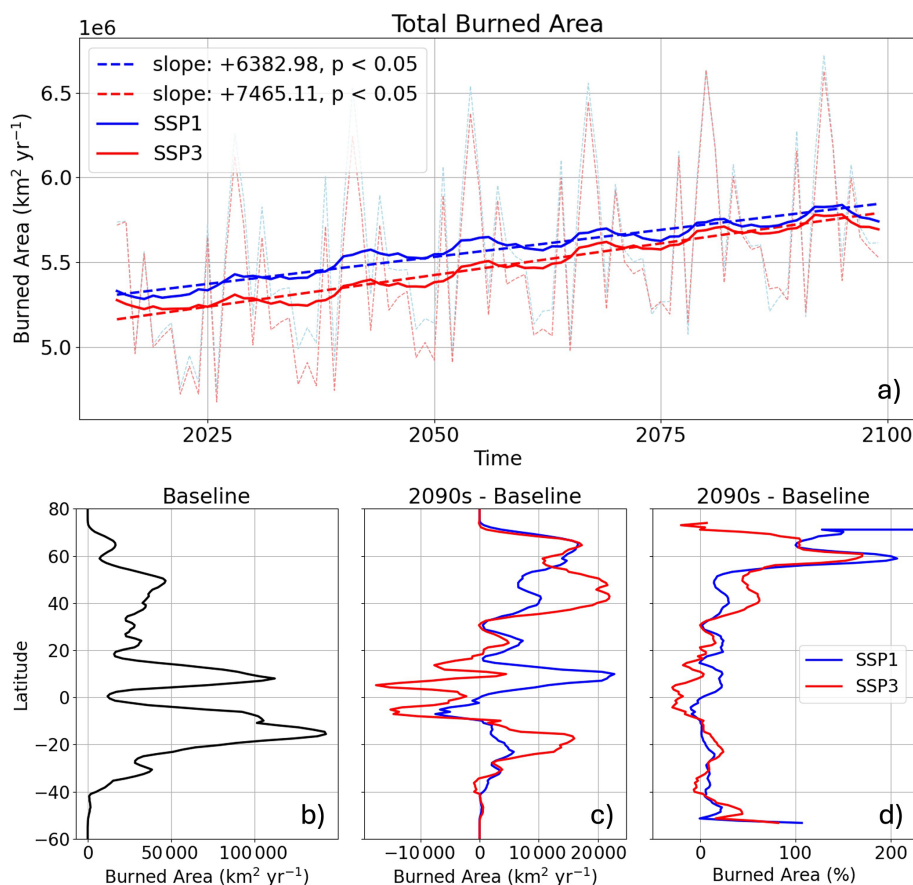 Total Burned Area
1e6
slope: +6382.98, p < 0.05
slope: +7465.11, p < 0.05
SSP1
SSP3
6.5
6.0
5.5
5.0
Burned Area (km² yr⁻¹)
a)
2025 2050 2075 2100
Time
Baseline
80
60
40
20
0
−20
−40
−60
Latitude
b)
0 50000 100000
Burned Area (km² yr⁻¹)
2090s - Baseline
c)
−10000 0 10000 20000
Burned Area (km² yr⁻¹)
2090s - Baseline
SSP1
SSP3
d)
0 100 200
Burned Area (%)